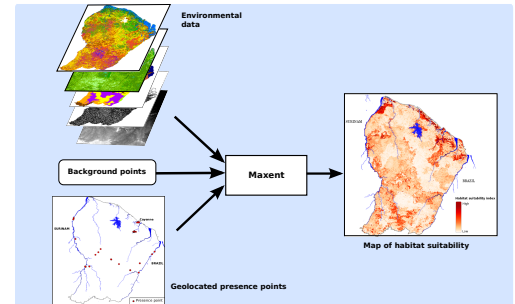 Environmental
data
Background points
Maxent
SURINAM
BRAZIL
Habitat suitability index
High
Low
Map of habitat suitability
Cayenne
SURINAM
BRAZIL
Presence point
Geolocated presence points